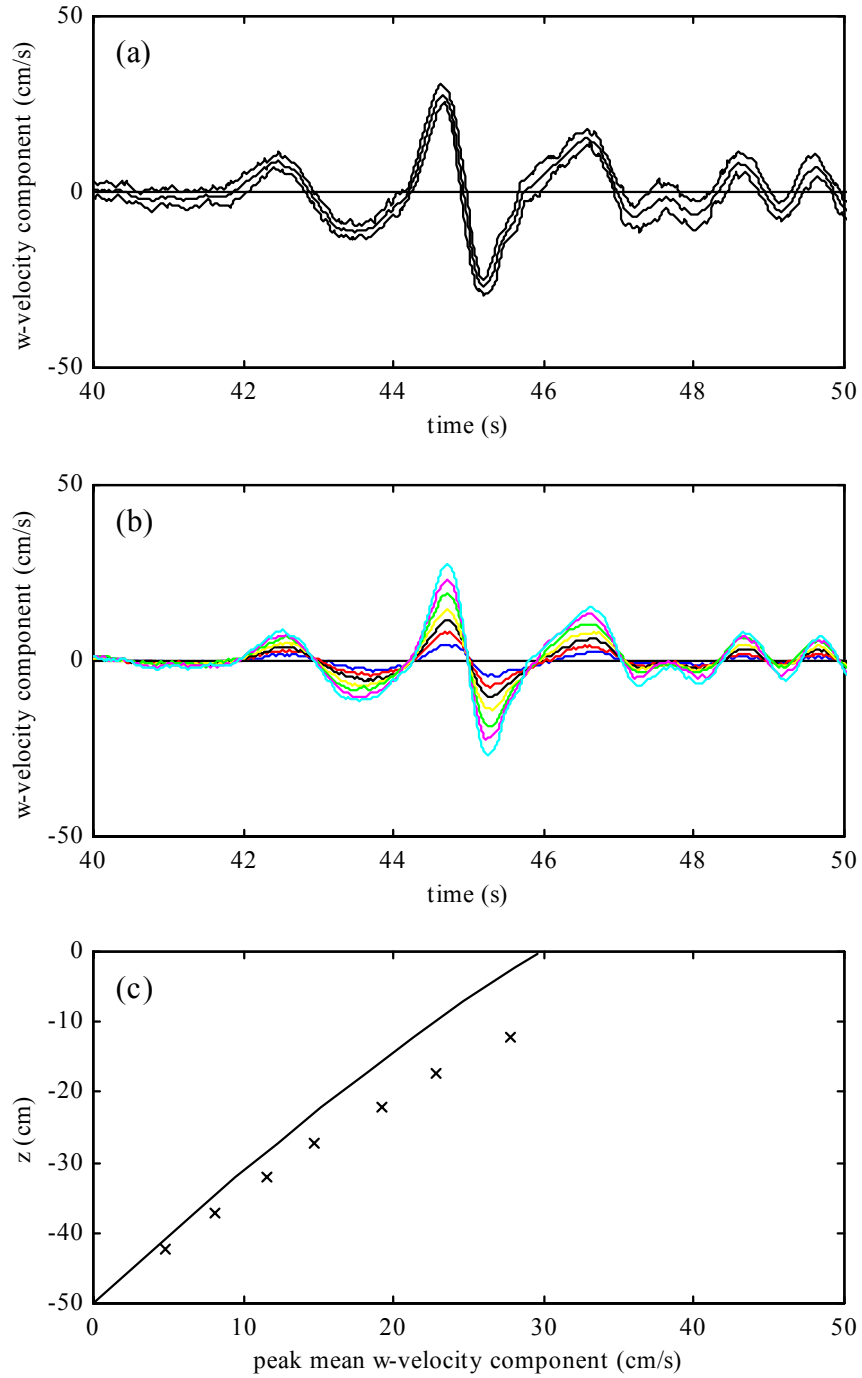 50
(a)
w-velocity component (cm/s)
0
-50
40 42 44 46 48 50
time (s)
50
(b)
w-velocity component (cm/s)
0
-50
40 42 44 46 48 50
time (s)
0
(c)
-10
-20
z (cm)
-30
-40
-50
0 10 20 30 50 50
peak mean w-velocity component (cm/s)